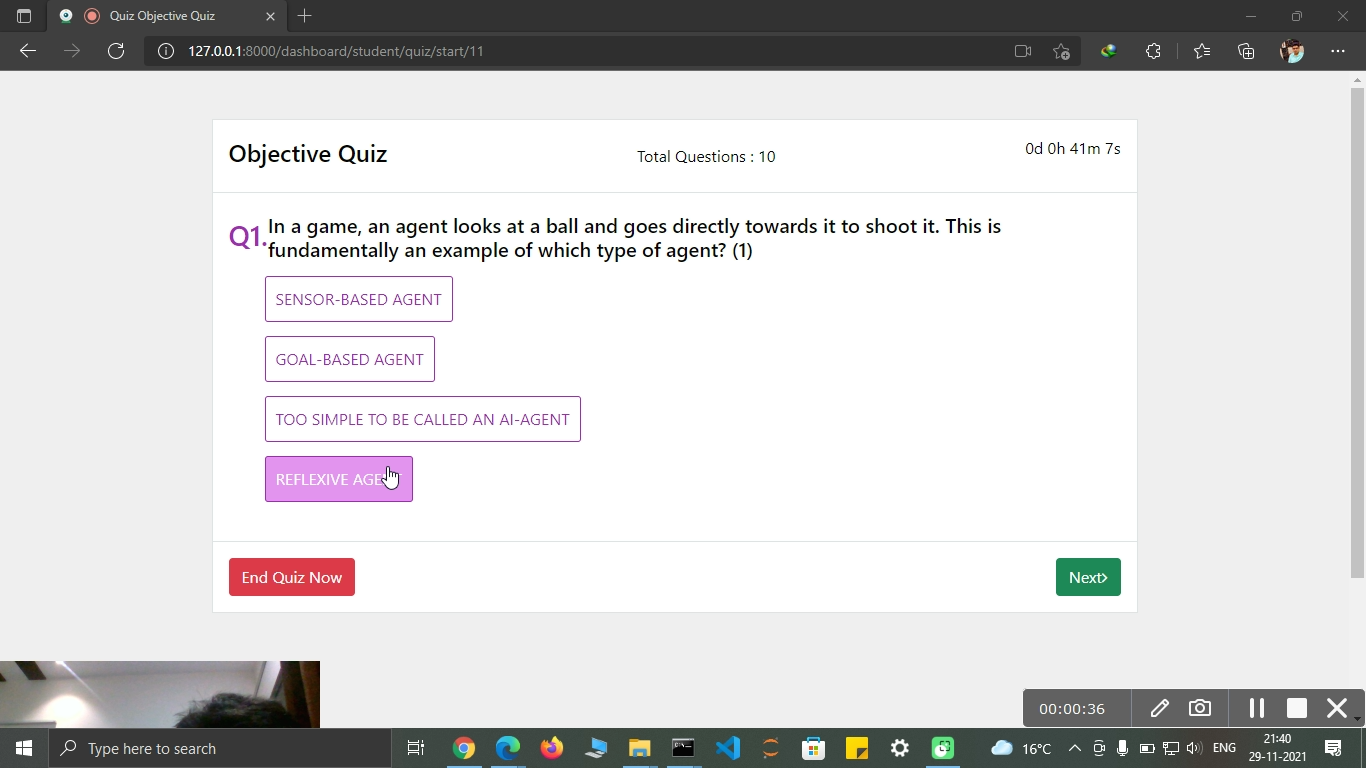 Quiz Objective Quiz
127.0.0.1:8000/dashboard/student/quiz/start/11
Objective Quiz
Total Questions : 10
0d 0h 41m 7s
Q1. In a game, an agent looks at a ball and goes directly towards it to shoot it. This is
fundamentally an example of which type of agent? (1)
SENSOR-BASED AGENT
GOAL-BASED AGENT
TOO SIMPLE TO BE CALLED AN AI-AGENT
REFLEXIVE
End Quiz Now
Next>
00:00:36
Type here to search
16°C
ENG
21:40
29-11-2021